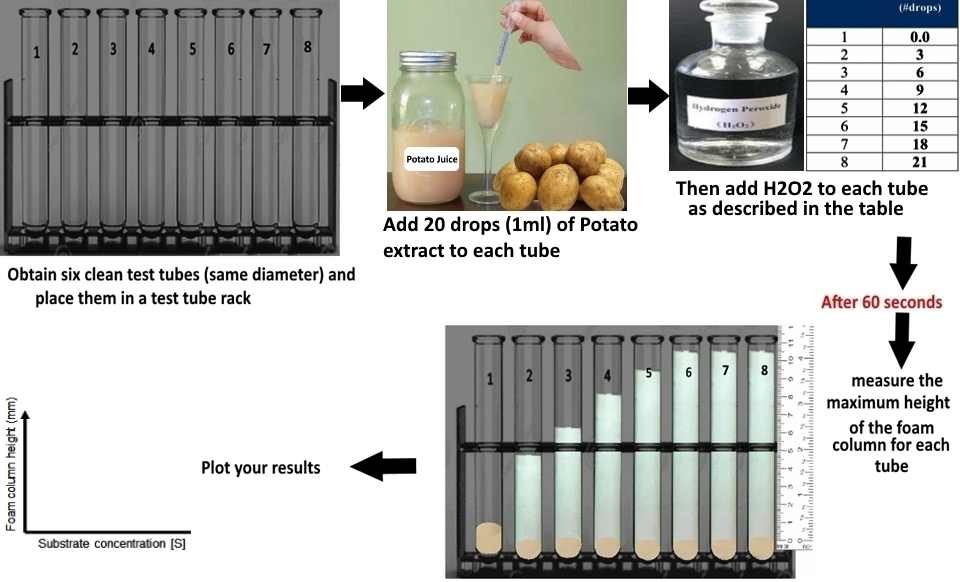 1 2 3 4 5 6 7 8
Obtain six clean test tubes (same diameter) and
place them in a test tube rack
Potato Juice
Add 20 drops (1ml) of Potato
extract to each tube
Hydrogen Peroxide
(H₂O₂)
(#drops)
1 0.0
2 3
3 6
4 9
5 12
6 15
7 18
8 21
Then add H2O2 to each tube
as described in the table
After 60 seconds
measure the
maximum height
of the foam
column for each
tube
1 2 3 4 5 6 7 8
Plot your results
Foam column height (mm)
Substrate concentration [S]